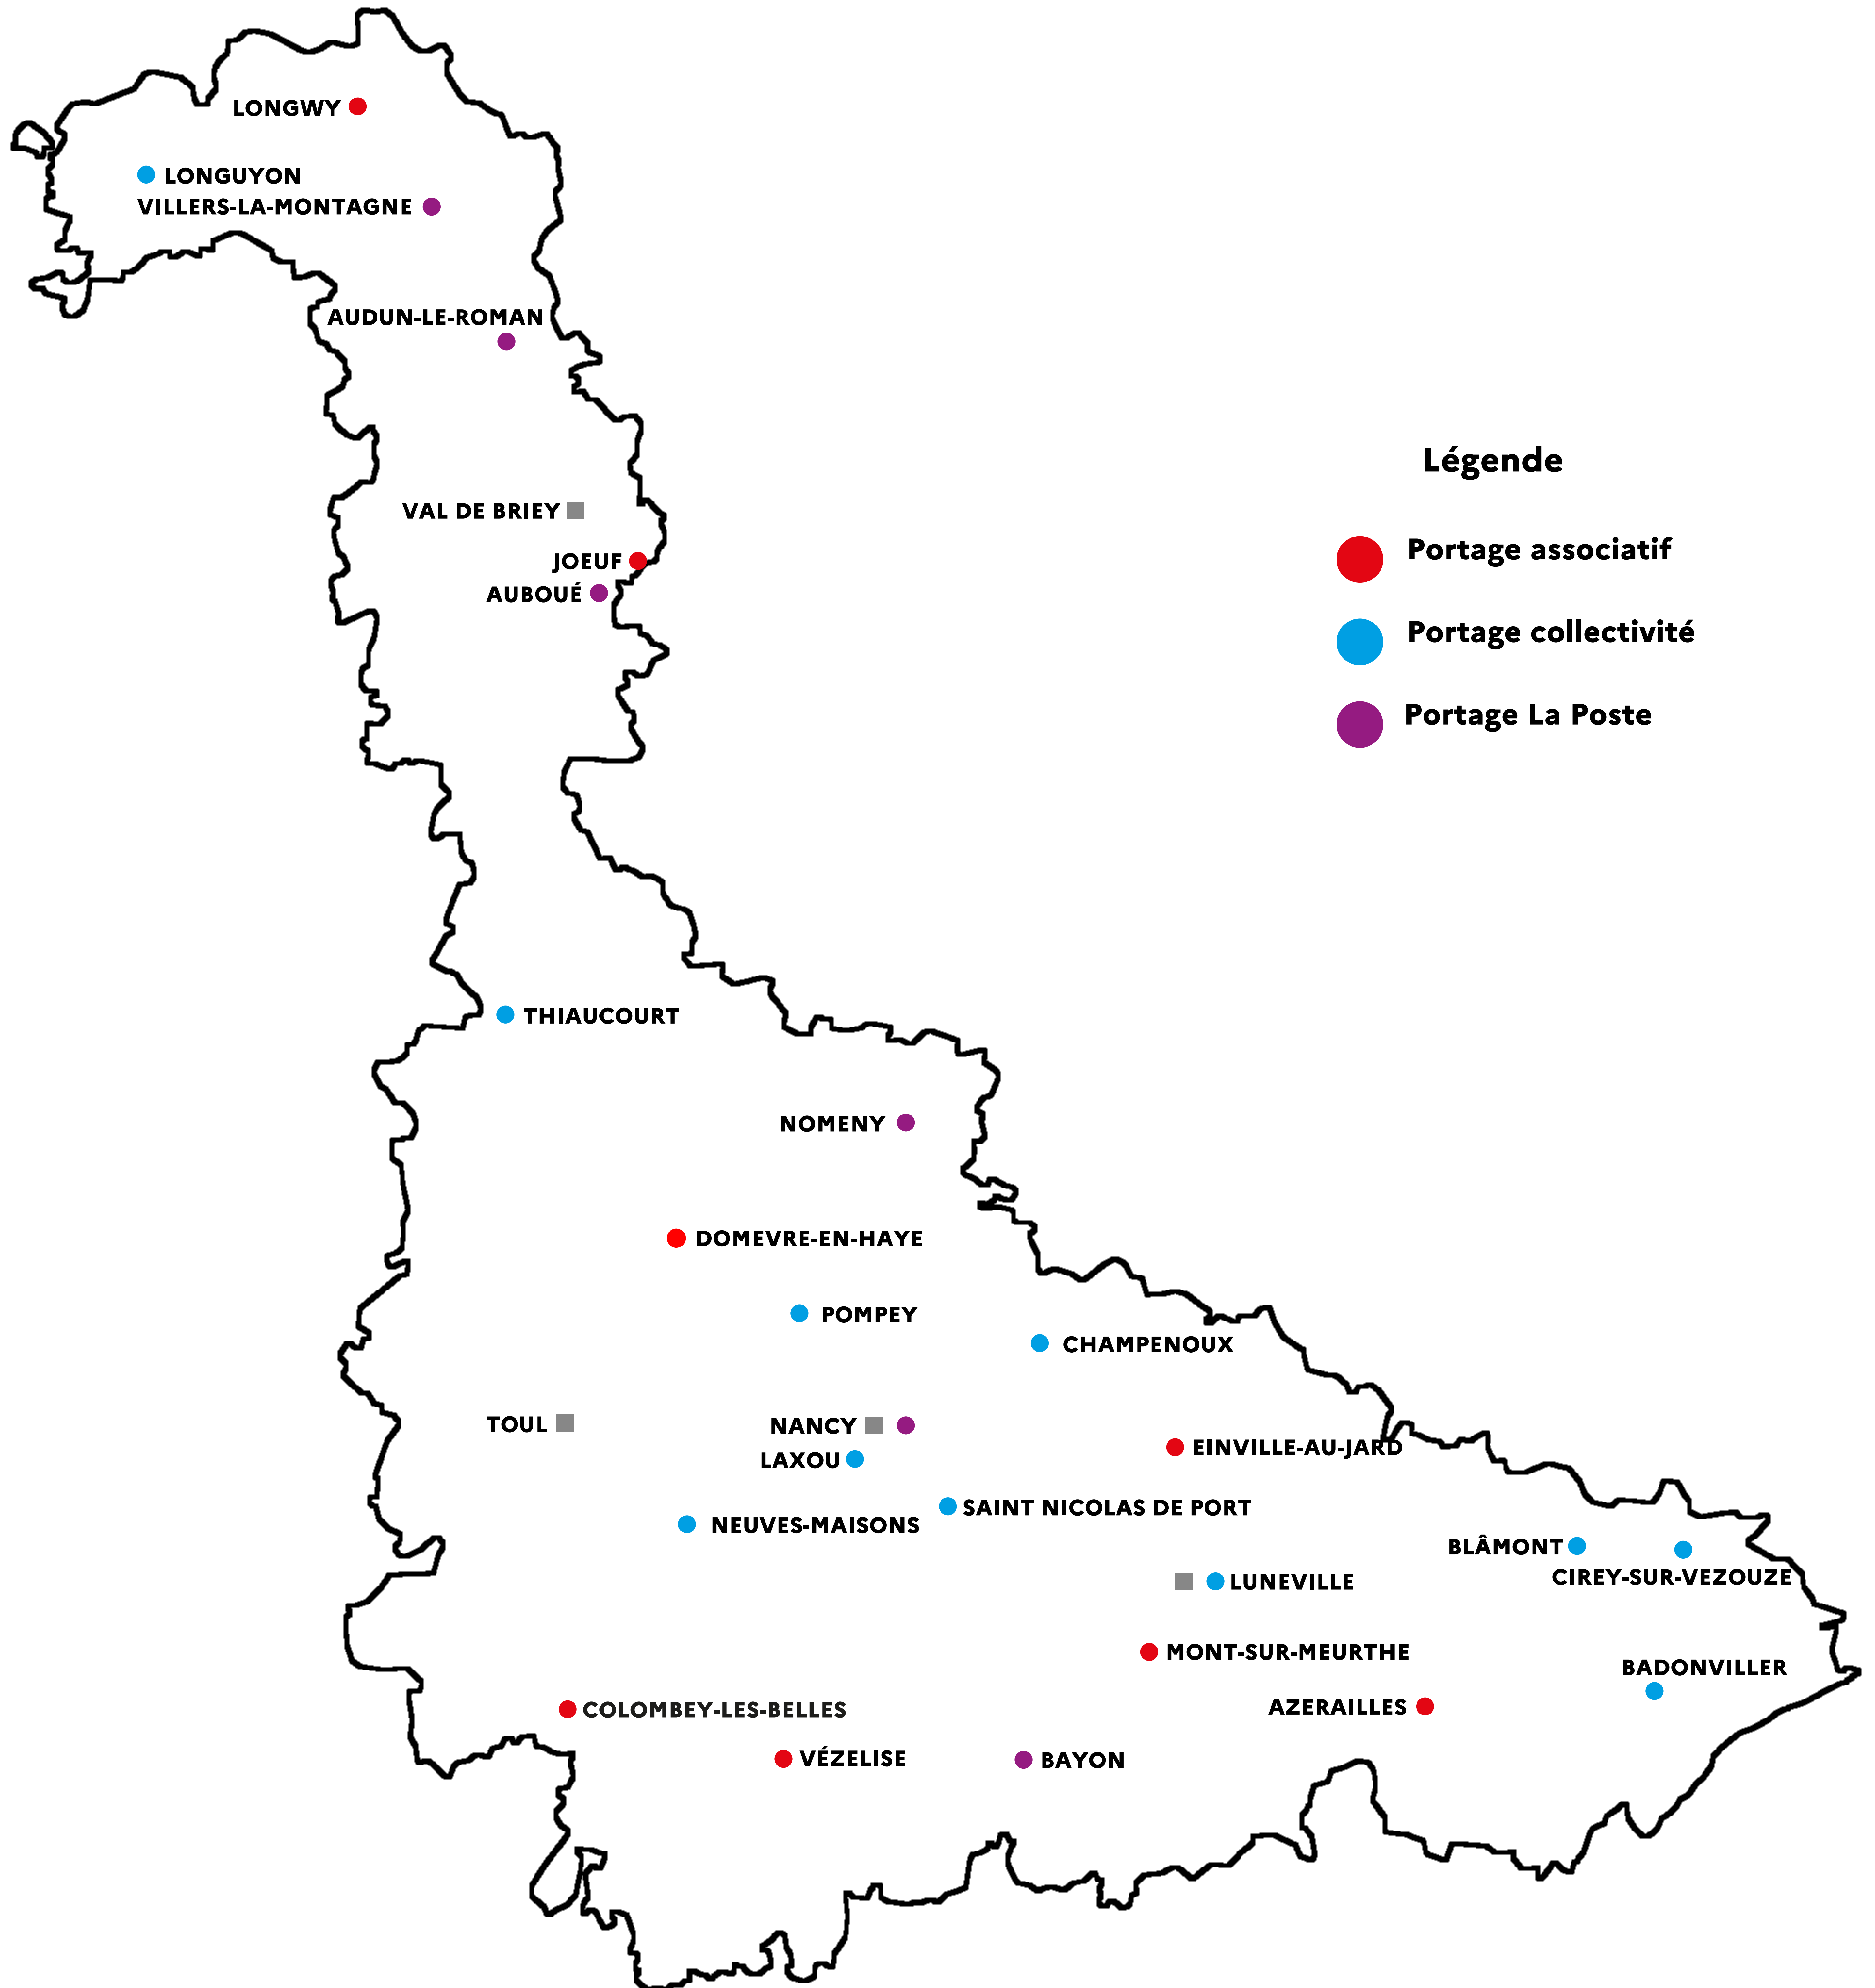 LONGWY
LONGUYON
VILLERS-LA-MONTAGNE
AUDUN-LE-ROMAN
Légende
VAL DE BRIEY
Portage associatif
JOEUF
AUBOUÉ
Portage collectivité
Portage La Poste
THIAUCOURT
NOMENY
DOMEVRE-EN-HAYE
POMPEY
CHAMPENOUX
TOUL
NANCY
EINVILLE-AU-JARD
LAXOU
SAINT NICOLAS DE PORT
NEUVES-MAISONS
BLÂMONT
CIREY-SUR-VEZOUZE
LUNEVILLE
MONT-SUR-MEURTHE
BADONVILLER
AZERAILLES
COLOMBEY-LES-BELLES
VÉZELISE
BAYON